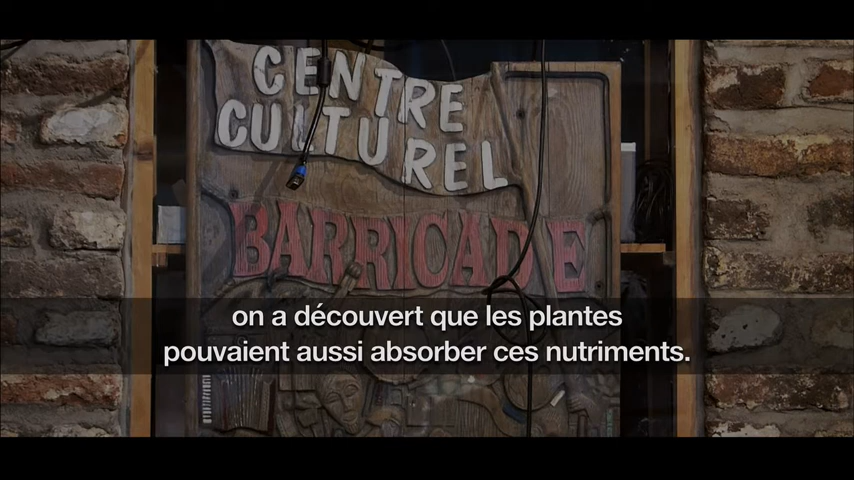 CENTRE
CULTUREL
BARRICADE
on a découvert que les plantes
pouvaient aussi absorber ces nutriments.